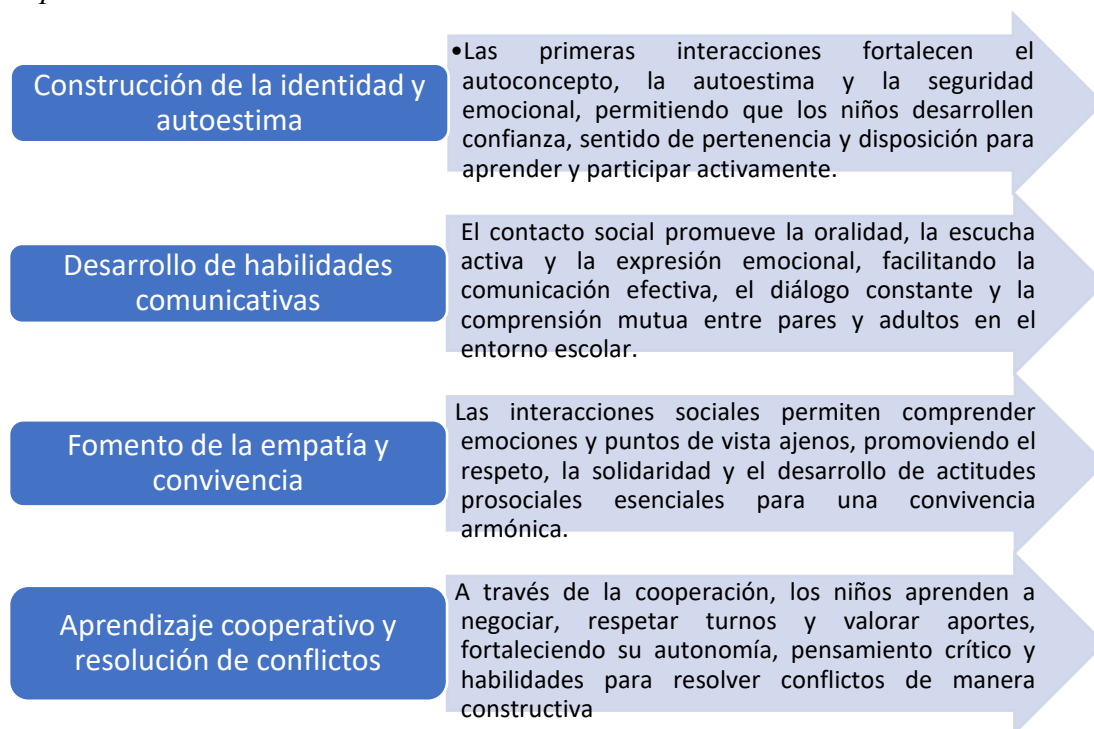 Construcción de la identidad y
autoestima
•Las primeras interacciones fortalecen el
autoconcepto, la autoestima y la seguridad
emocional, permitiendo que los niños desarrollen
confianza, sentido de pertenencia y disposición para
aprender y participar activamente.
Desarrollo de habilidades
comunicativas
El contacto social promueve la oralidad, la escucha
activa y la expresión emocional, facilitando la
comunicación efectiva, el diálogo constante y la
comprensión mutua entre pares y adultos en el
entorno escolar.
Fomento de la empatía y
convivencia
Las interacciones sociales permiten comprender
emociones y puntos de vista ajenos, promoviendo el
respeto, la solidaridad y el desarrollo de actitudes
prosociales esenciales para una convivencia
armónica.
Aprendizaje cooperativo y
resolución de conflictos
A través de la cooperación, los niños aprenden a
negociar, respetar turnos y valorar aportes,
fortaleciendo su autonomía, pensamiento crítico y
habilidades para resolver conflictos de manera
constructiva